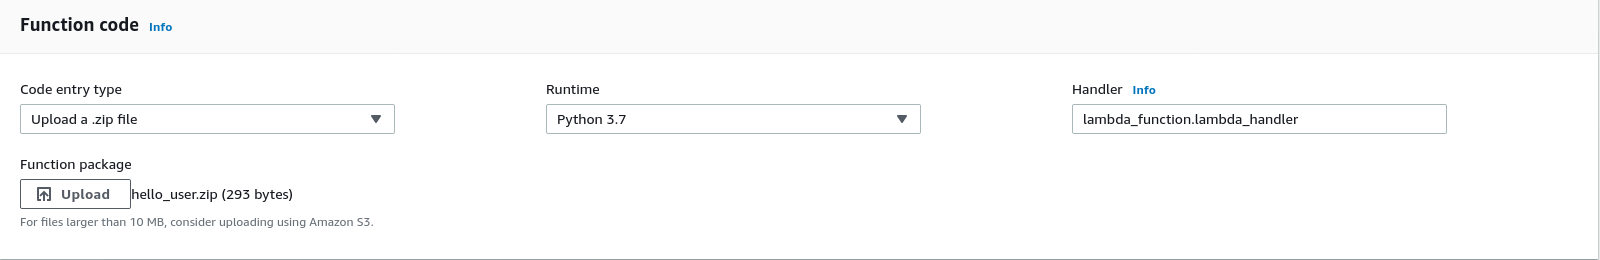 Function code Info
Code entry type
Upload a .zip file
Runtime
Python 3.7
Handler Info
lambda_function.lambda_handler
Function package
Upload hello_user.zip (293 bytes)
For files larger than 10 MB, consider uploading using Amazon S3.